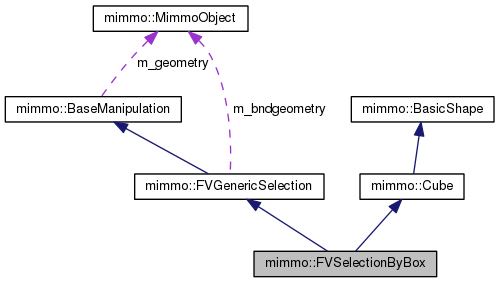 mimmo::MimmoObject
m_geometry
mimmo::BaseManipulation
m_bndgeometry
mimmo::BasicShape
mimmo::FVGenericSelection
mimmo::Cube
mimmo::FVSelectionByBox